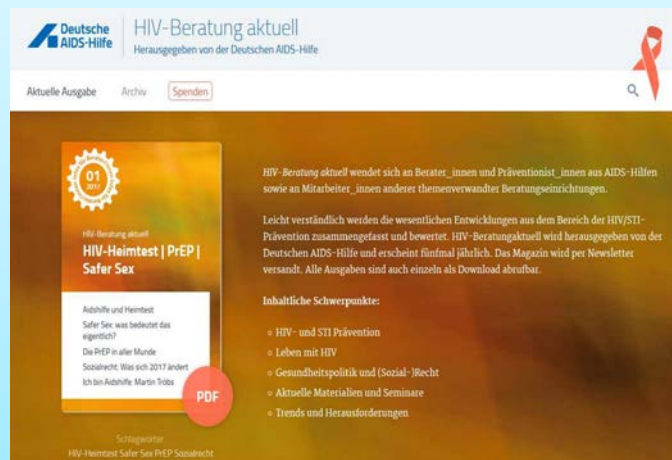 Deutsche
AIDS-Hilfe
HIV-Beratung aktuell
Herausgegeben von der Deutschen AIDS-Hilfe
Aktuelle Ausgabe Archiv Spenden
01
2017
HIV-Beratung aktuell
HIV-Heimtest | PrEP |
Safer Sex
Aidshilfe und Heimtest
Safer Sex: was bedeutet das
eigentlich?
Die PrEP in aller Munde
Sozialrecht: Was sich 2017 ändert
Ich bin Aidshilfe: Martin Tröbs
PDF
Schlagwörter
HIV-Heimtest Safer Sex PrEP Sozialrecht
HIV-Beratung aktuell wendet sich an Berater_innen und Präventionist_innen aus AIDS-Hilfen
sowie an Mitarbeiter_innen anderer themenverwandter Beratungseinrichtungen.
Leicht verständlich werden die wesentlichen Entwicklungen aus dem Bereich der HIV/STI-
Prävention zusammengefasst und bewertet. HIV-Beratungaktuell wird herausgegeben von der
Deutschen AIDS-Hilfe und erscheint fünfmal jährlich. Das Magazin wird per Newsletter
versandt. Alle Ausgaben sind auch einzeln als Download abrufbar.
Inhaltliche Schwerpunkte:
HIV- und STI Prävention
Leben mit HIV
Gesundheitspolitik und (Sozial-)Recht
Aktuelle Materialien und Seminare
Trends und Herausforderungen